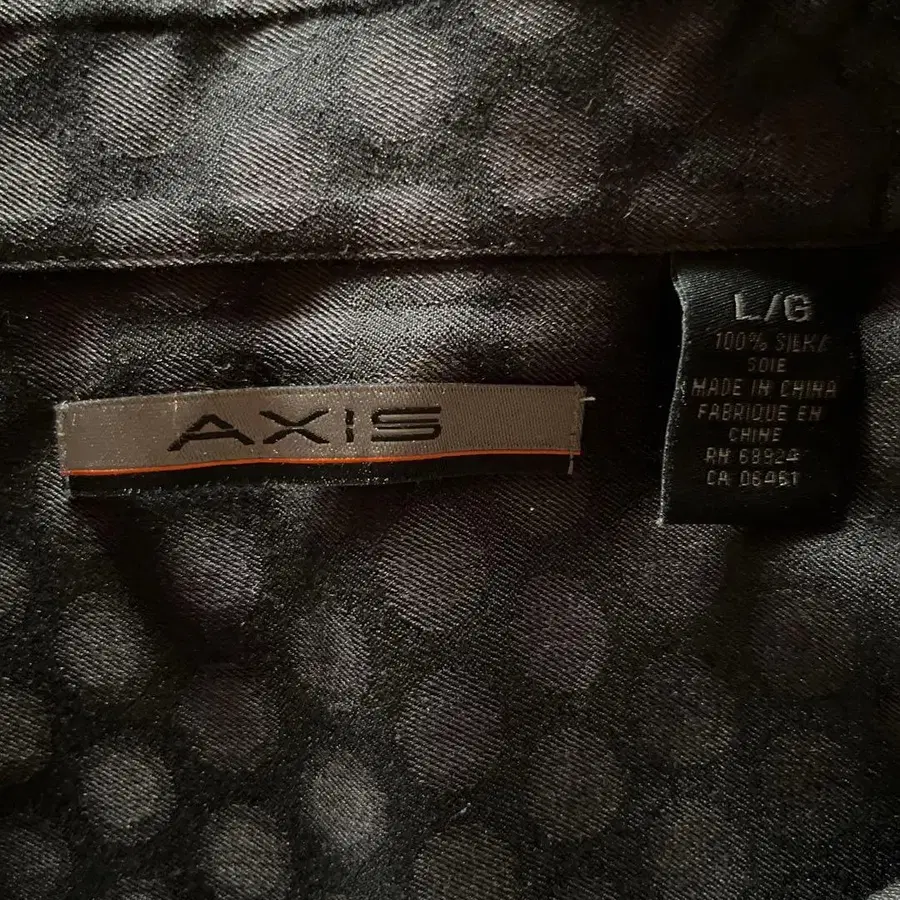 AXIS
L/G
100% SILK/
SOIE
MADE IN CHINA
FABRIQUE EN
CHINE
RN 68924
CA 06461